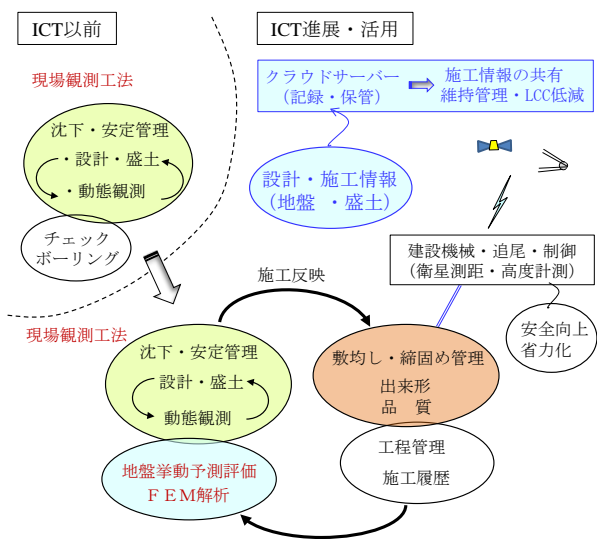 ICT以前
ICT進展・活用
現場観測工法
沈下・安定管理
・設計・盛土
・動態観測
チェック
ボーリング
クラウドサーバー
（記録・保管）
施工情報の共有
維持管理・LCC低減
設計・施工情報
（地盤 ・盛土）
建設機械・追尾・制御
（衛星測距・高度計測）
安全向上
省力化
施工反映
現場観測工法
沈下・安定管理
設計・盛土
動態観測
地盤挙動予測評価
ＦＥＭ解析
敷均し・締固め管理
出来形
品　質
工程管理
施工履歴